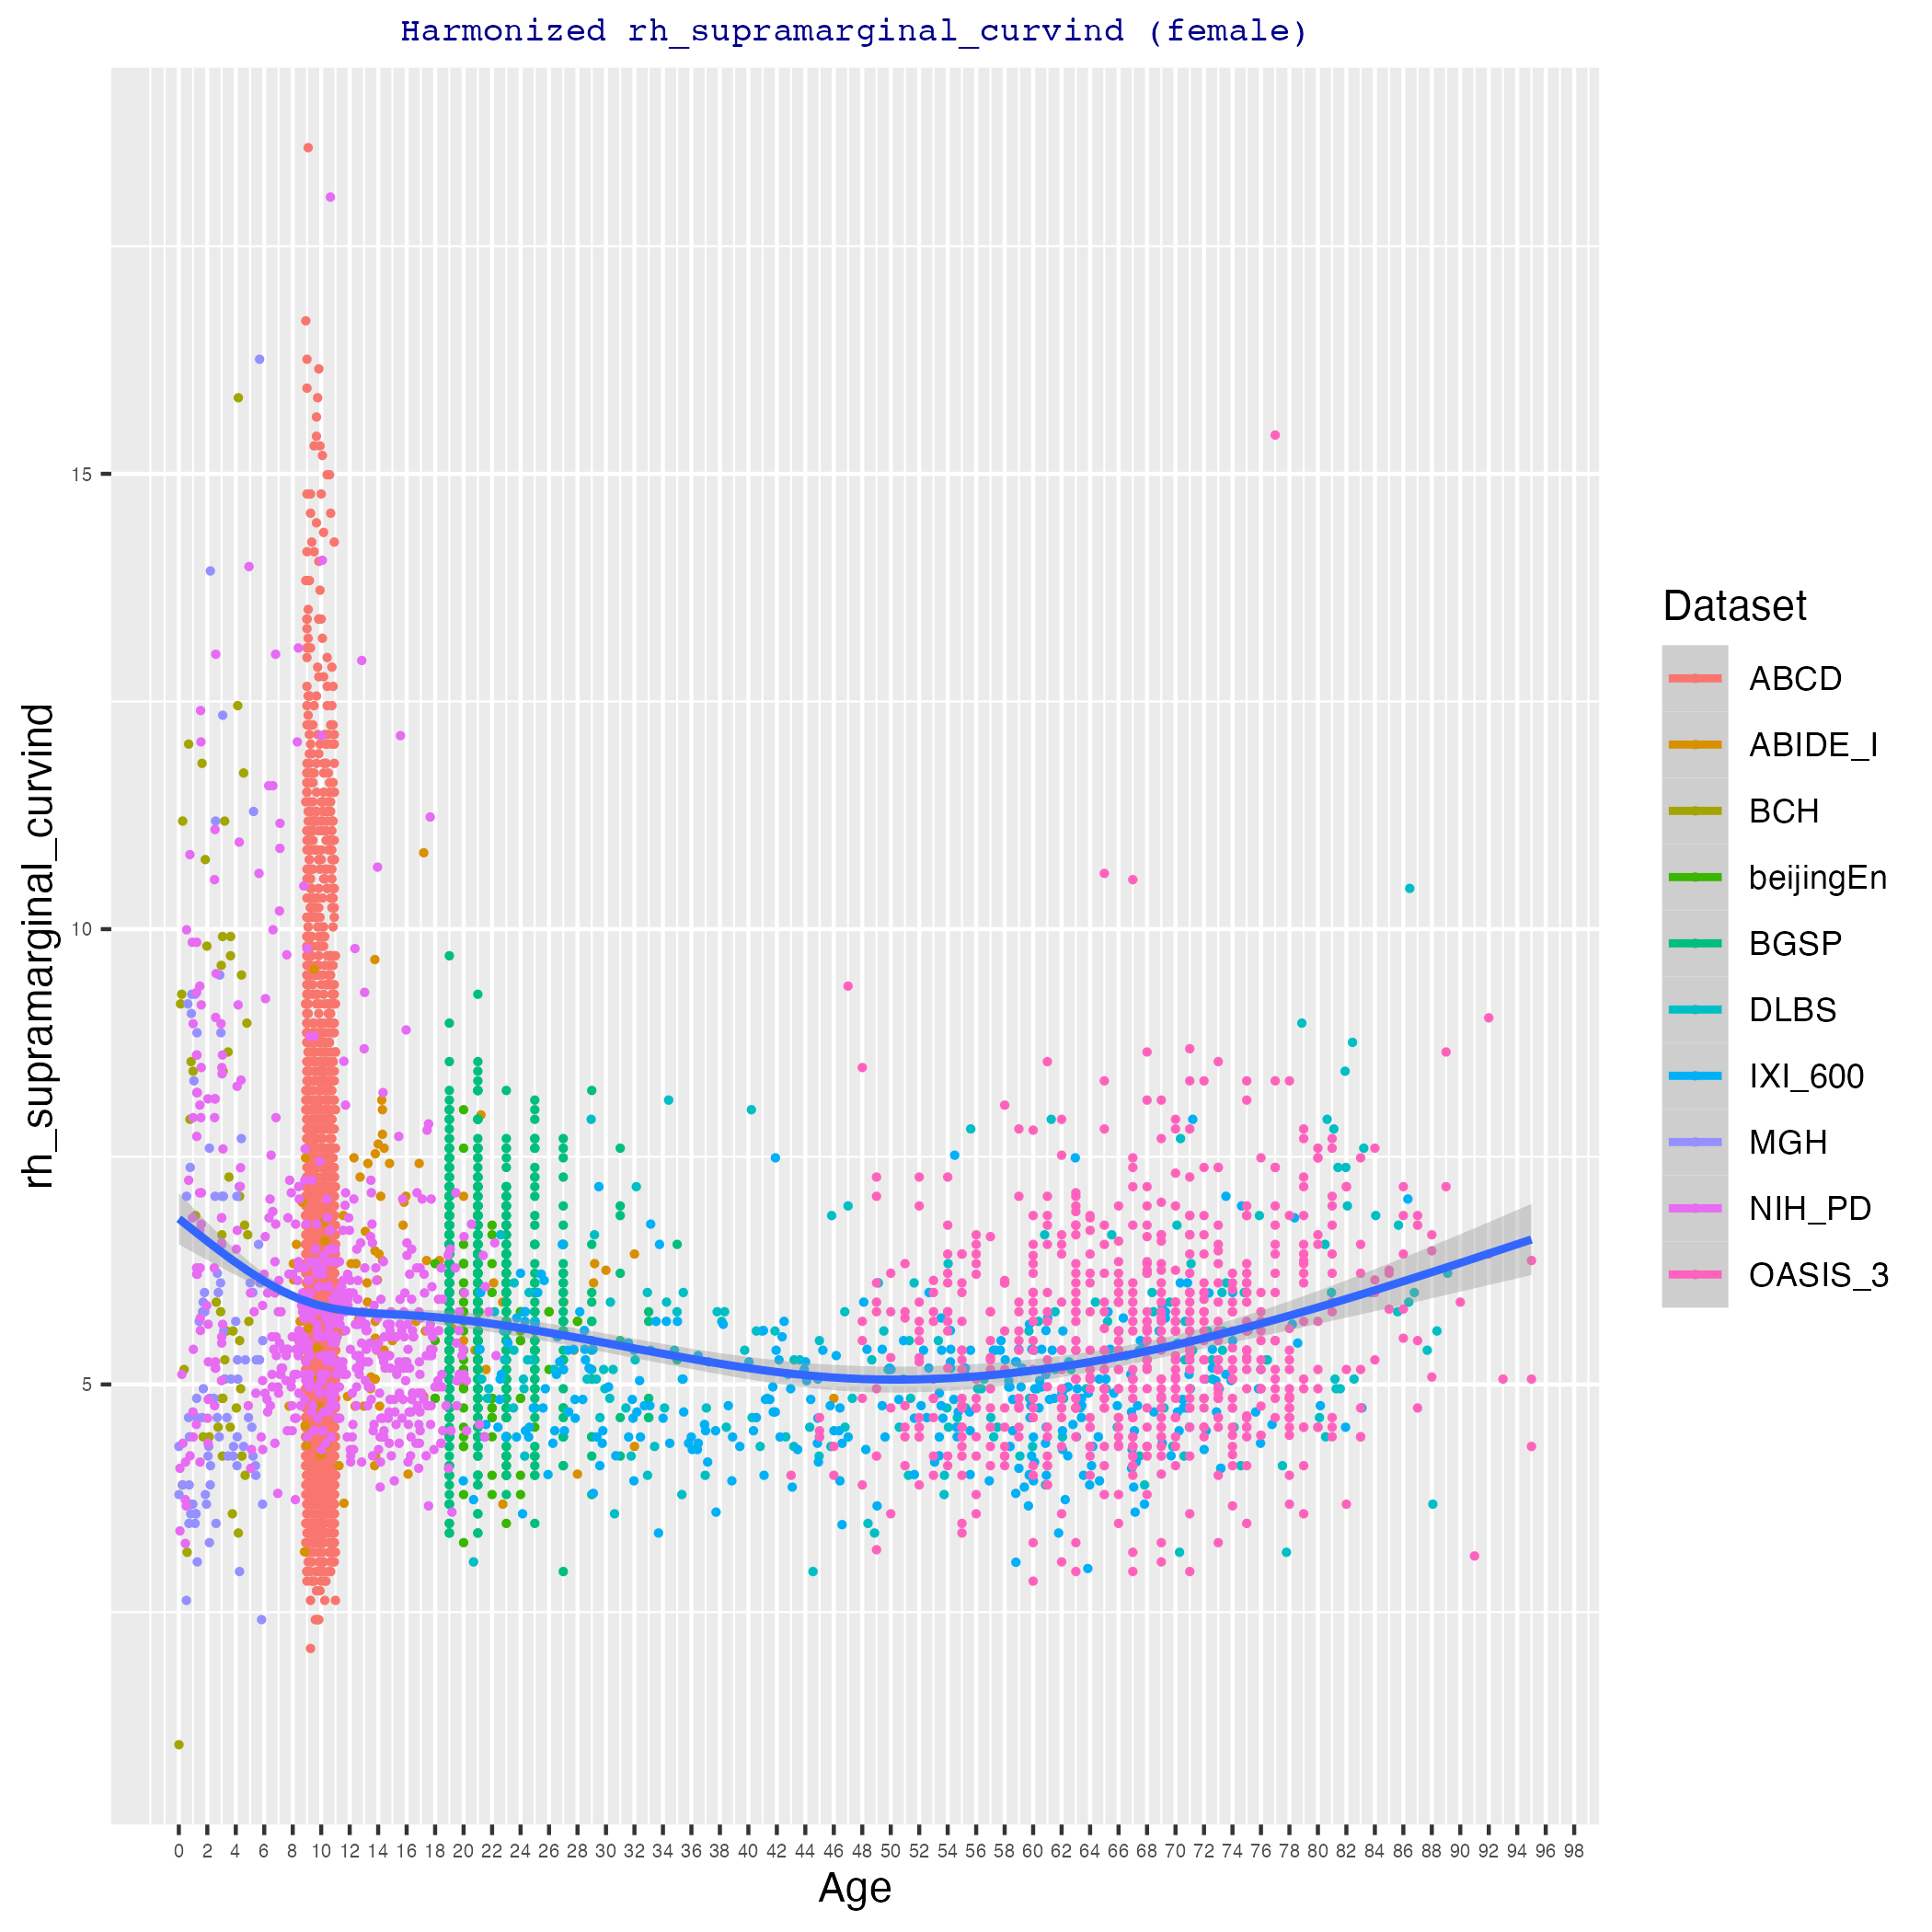 Harmonized rh_supramarginal_curvind (female)
rh_supramarginal_curvind
15
10
5
0 2 4 6 8 10 12 14 16 18 20 22 24 26 28 30 32 34 36 38 40 42 44 46 48 50 52 54 56 58 60 62 64 66 68 70 72 74 76 78 80 82 84 86 88 90 92 94 96 98
Age
Dataset
ABCD
ABIDE_I
BCH
beijingEn
BGSP
DLBS
IXI_600
MGH
NIH_PD
OASIS_3